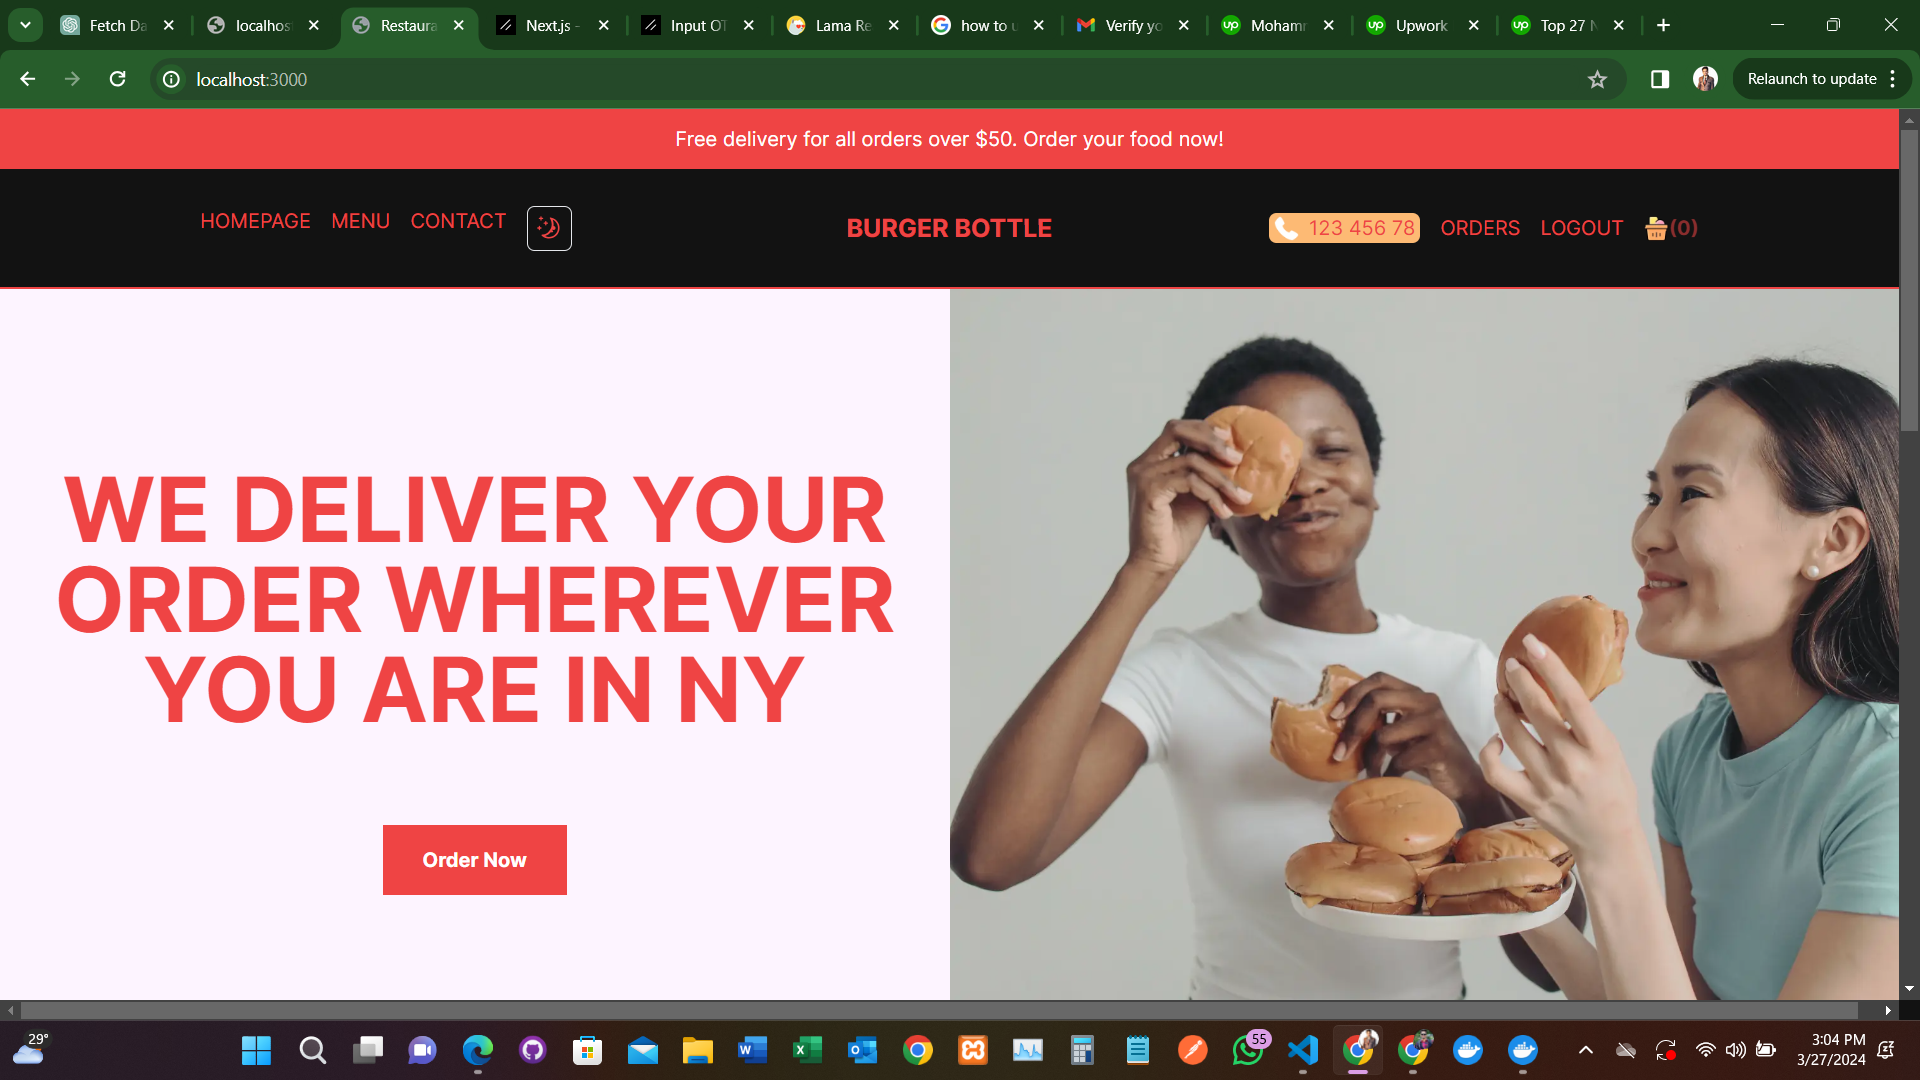 Fetch Da
localhos
Restaura
Next.js -
Input OT
Lama Re
how to u
Verify yo
Mohamr
Upwork
Top 27 N
localhost:3000
Relaunch to update
Free delivery for all orders over $50. Order your food now!
HOMEPAGE MENU CONTACT
BURGER BOTTLE
123 456 78
ORDERS LOGOUT (0)
WE DELIVER YOUR
ORDER WHEREVER
YOU ARE IN NY
Order Now
29°
55
3:04 PM
3/27/2024